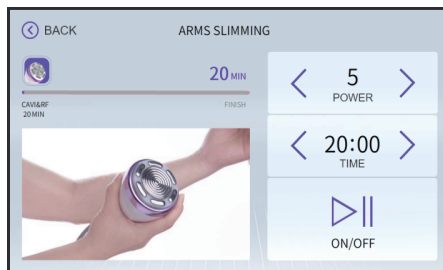 BACK
ARMS SLIMMING
20 MIN
CAVI&RF
20MIN
FINISH
5
POWER
20:00
TIME
ON/OFF